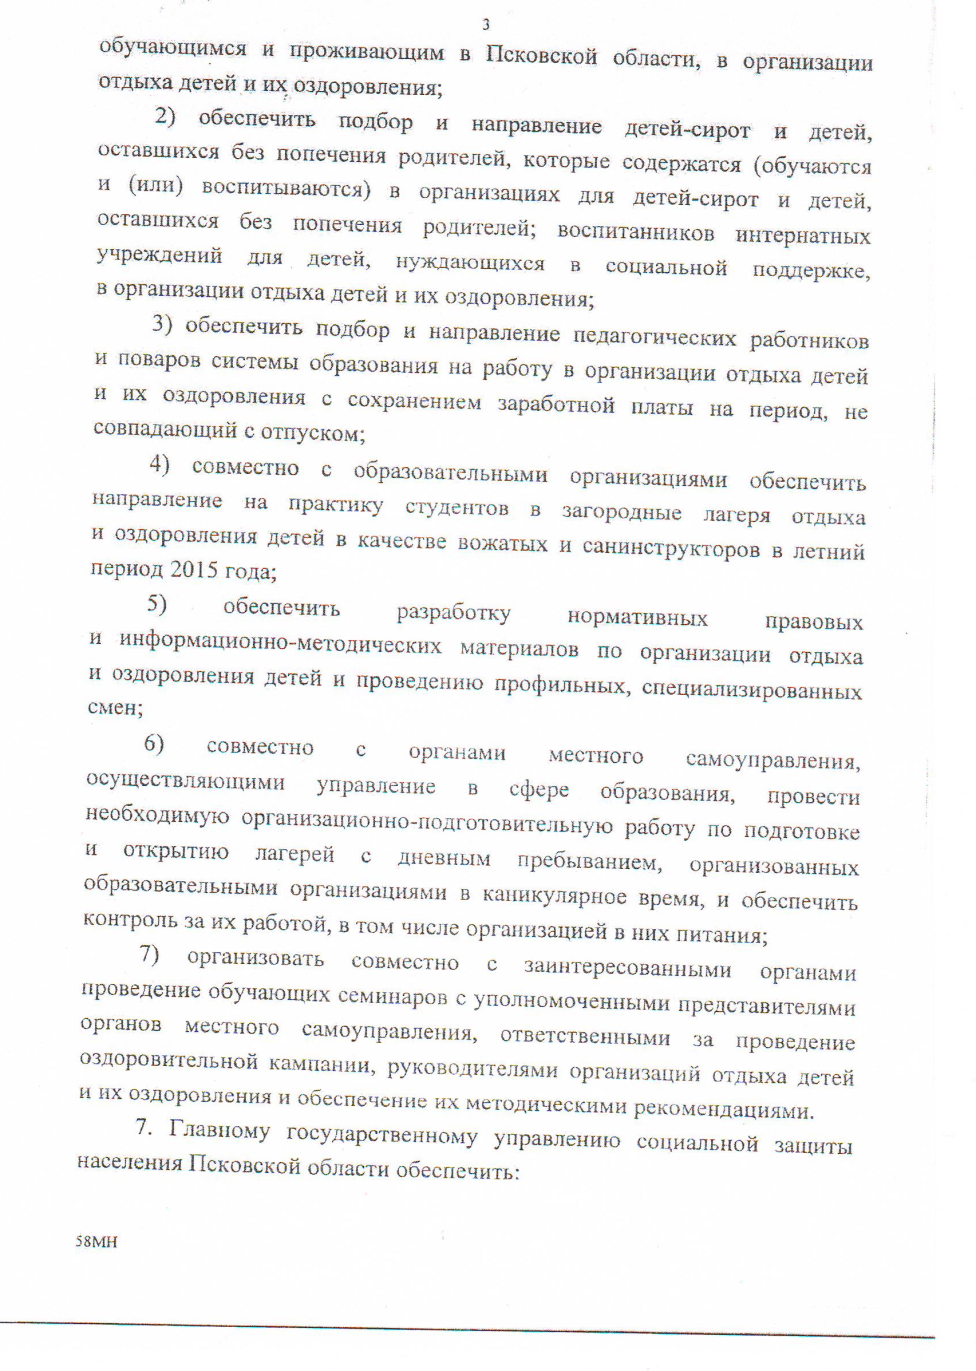 3
обучающимся и проживающим в Псковской области, в организации
отдыха детей и их оздоровления;
2) обеспечить подбор и направление детей-сирот и детей,
оставшихся без попечения родителей, которые содержатся (обучаются
и (или) воспитываются) в организациях для детей-сирот и детей,
оставшихся без попечения родителей; воспитанников интернатных
учреждений для детей, нуждающихся в социальной поддержке,
в организации отдыха детей и их оздоровления;
3) обеспечить подбор и направление педагогических работников
и поваров системы образования на работу в организации отдыха детей
и их оздоровления с сохранением заработной платы на период, не
совпадающий с отпуском;
4) совместно с образовательными организациями обеспечить
направление на практику студентов в загородные лагеря отдыха
и оздоровления детей в качестве вожатых и санинструкторов в летний
период 2015 года;
5) обеспечить разработку нормативных правовых
и информационно-методических материалов по организации отдыха
и оздоровления детей и проведению профильных, специализированных
смен;
6) совместно с органами местного самоуправления,
осуществляющими управление в сфере образования, провести
необходимую организационно-подготовительную работу по подготовке
и открытию лагерей с дневным пребыванием, организованных
образовательными организациями в каникулярное время, и обеспечить
контроль за их работой, в том числе организацией в них питания;
7) организовать совместно с заинтересованными органами
проведение обучающих семинаров с уполномоченными представителями
органов местного самоуправления, ответственными за проведение
оздоровительной кампании, руководителями организаций отдыха детей
и их оздоровления и обеспечение их методическими рекомендациями.
7. Главному государственному управлению социальной защиты
населения Псковской области обеспечить:
58МН